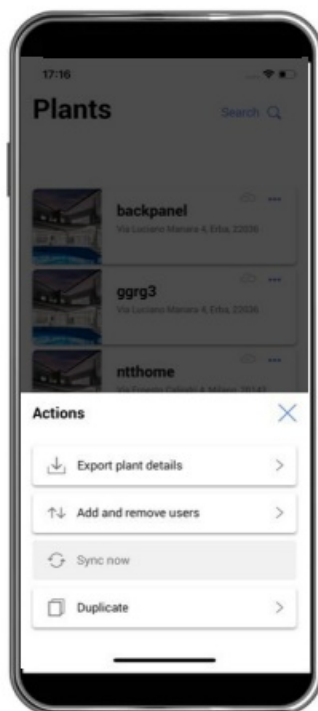 17:16
Plants
Search
backpanel
Via Luciano Manara 4, Erba, 22036
ggrg3
Via Luciano Manara 4, Erba, 22036
ntthome
Actions
Export plant details
Add and remove users
Sync now
Duplicate